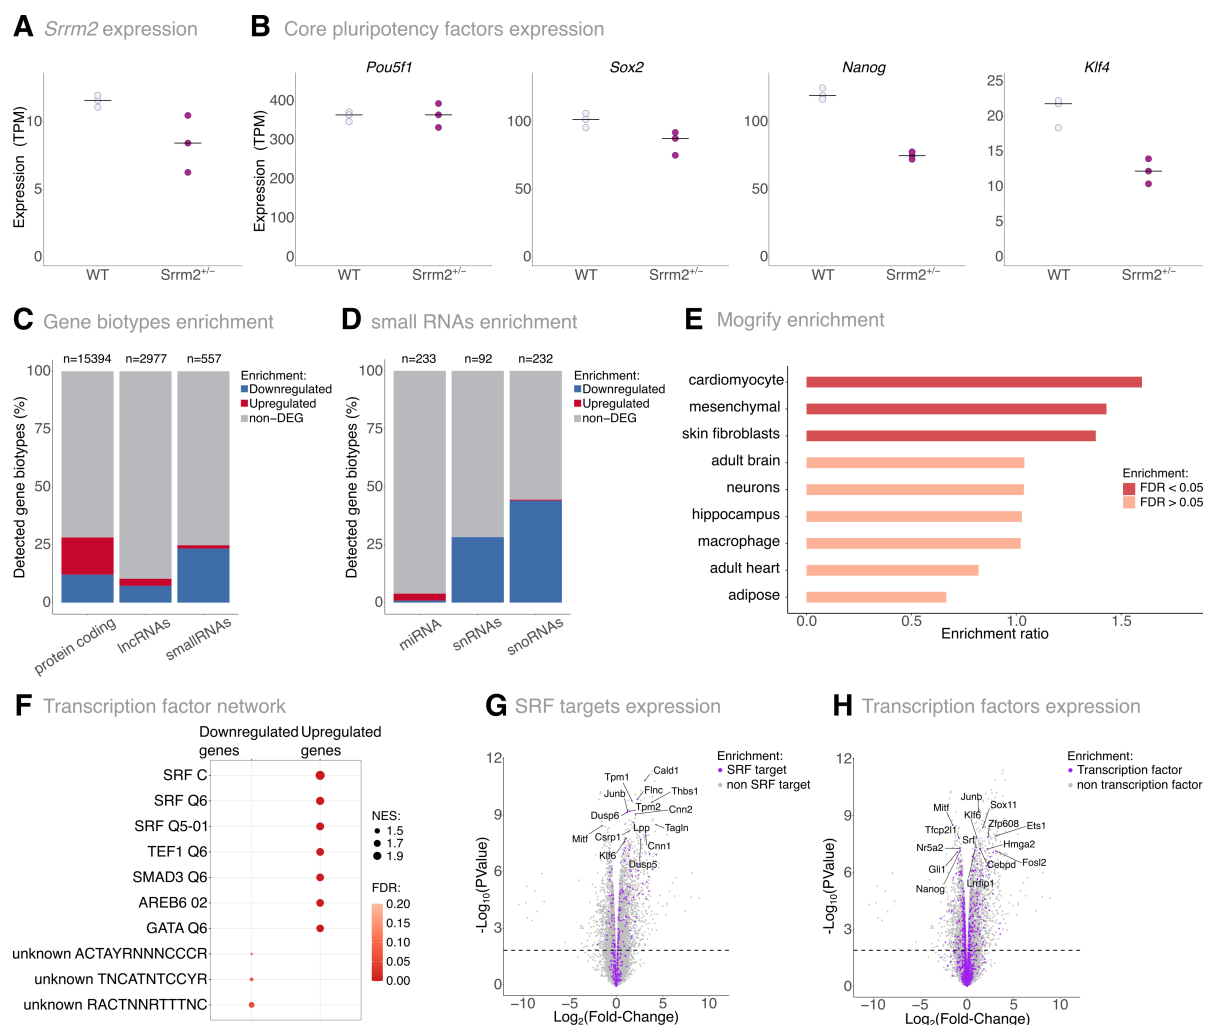 A Srrm2 expression
B Core pluripotency factors expression
Expression (TPM)
10
5
0
WT
Srrm2+/−
Pou5f1
Sox2
Nanog
Klf4
Expression (TPM)
400
300
200
100
0
WT
Srrm2+/−
100
50
0
WT
Srrm2+/−
100
50
0
WT
Srrm2+/−
25
20
15
10
5
0
WT
Srrm2+/−
C Gene biotypes enrichment
n=15394 n=2977 n=557
Detected gene biotypes (%)
100
75
50
25
0
protein coding
lncRNAs
smallRNAs
Enrichment:
Downregulated
Upregulated
non−DEG
D small RNAs enrichment
n=233 n=92 n=232
Detected gene biotypes (%)
100
75
50
25
0
miRNA
snRNAs
snoRNAs
Enrichment:
Downregulated
Upregulated
non−DEG
E Mogrify enrichment
cardiomyocyte
mesenchymal
skin fibroblasts
adult brain
neurons
hippocampus
macrophage
adult heart
adipose
0.0 0.5 1.0 1.5
Enrichment ratio
Enrichment:
FDR < 0.05
FDR > 0.05
F Transcription factor network
Downregulated genes
Upregulated genes
SRF C
SRF Q6
SRF Q5-01
TEF1 Q6
SMAD3 Q6
AREB6 02
GATA Q6
unknown ACTAYRNNNCCCR
unknown TNCATNTCCYR
unknown RACTNNRTTTNC
NES:
1.5
1.7
1.9
FDR:
0.20
0.15
0.10
0.05
0.00
G SRF targets expression
Enrichment:
SRF target
non SRF target
-Log10(PValue)
12
9
6
3
0
Cald1
Tpm1
Flnc
Thbs1
Junb
Tpm2
Cnn2
Dusp6
Lpp
Tagln
Mitf
Csrp1
Cnn1
Klf6
Dusp5
−10 −5 0 5 10
Log2(Fold-Change)
H Transcription factors expression
Enrichment:
Transcription factor
non transcription factor
-Log10(PValue)
12
9
6
3
0
Junb
Sox11
Mitf
Klf6
Zfp608
Ets1
Tfcp2l1
Srf
Hmga2
Nr5a2
Fosl2
Gli1
Cebpd
Nanog
Lrrfip1
−10 −5 0 5 10
Log2(Fold-Change)